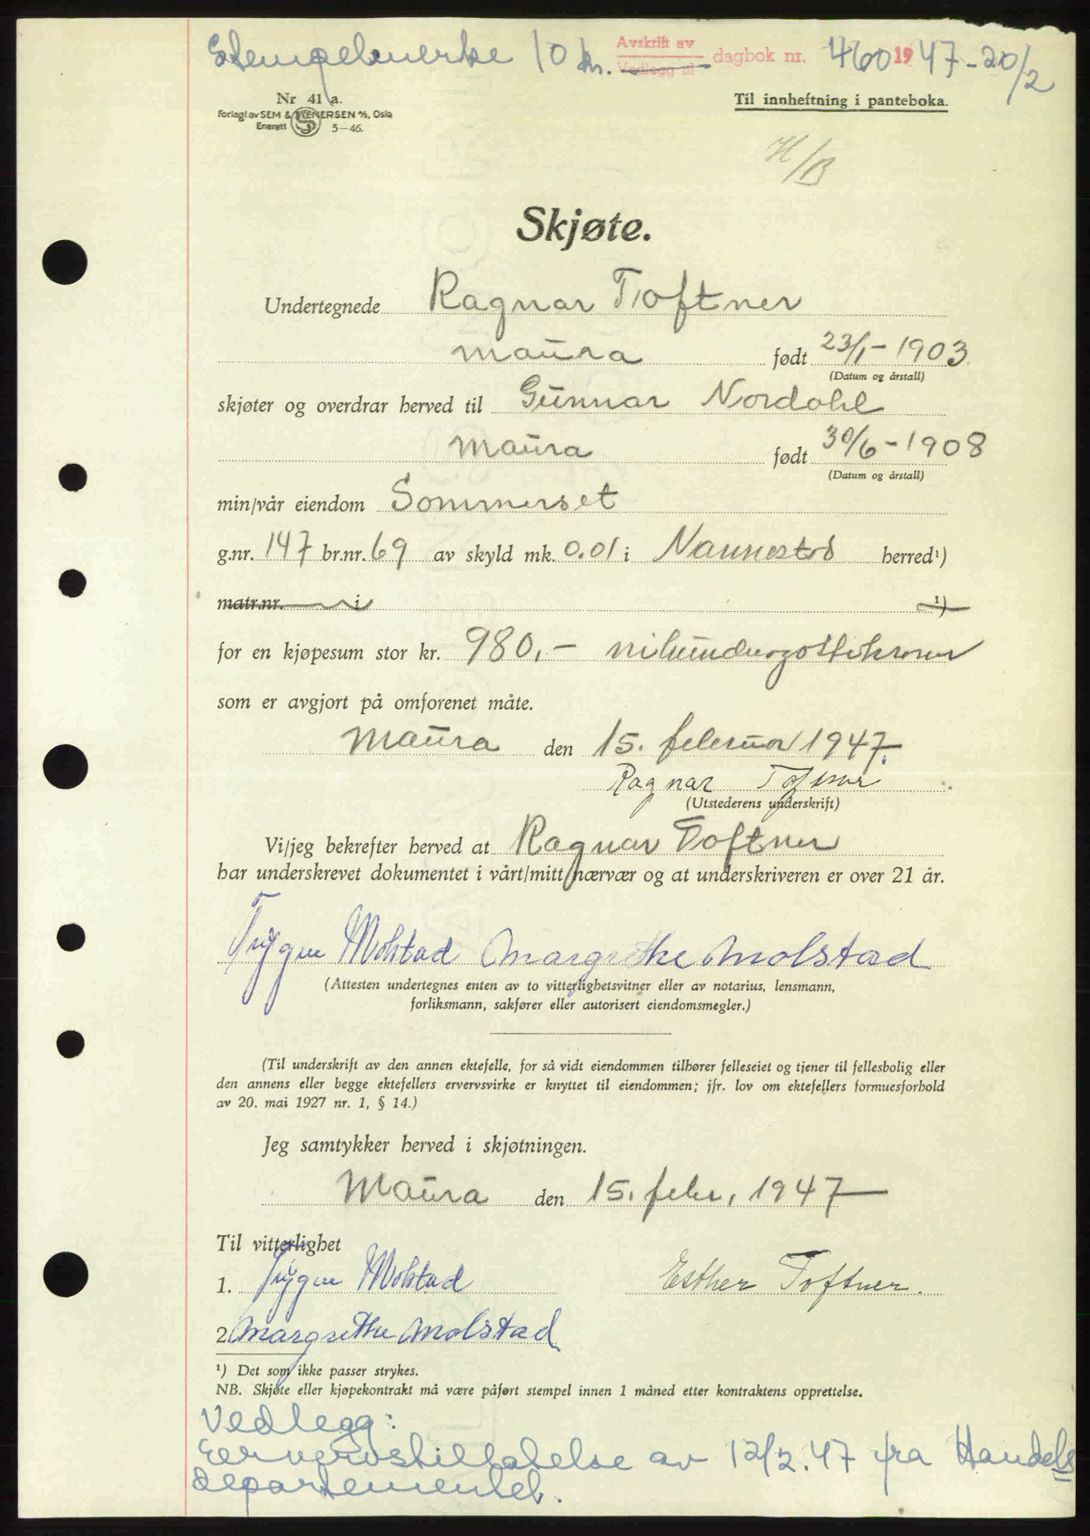 Stempelmerke 10 kr. Avskrift av dagbok nr. 460 1947-20/2
Vedlegg til
Nr 41 a.
Forlagt av SEM & STENERSEN A/S, Oslo
Enerett S 5-46.
Til innheftning i panteboka.
H/B
Skjøte.
Undertegnede Ragnar Toftner
Maura født 23/1-1903
(Datum og årstall)
skjøter og overdrar herved til Gunnar Nordahl
Maura født 30/6-1908
(Datum og årstall)
min/vår eiendom Sommerset
g.nr. 147 br.nr. 69 av skyld mk. 0.01 i Nannestad herred¹)
matr.nr. i ¹)
for en kjøpesum stor kr. 980,- nihundreogottikroner
som er avgjort på omforenet måte.
Maura den 15. februar 1947.
Ragnar Toftner
(Utstederens underskrift)
Vi/jeg bekrefter herved at Ragnar Toftner
har underskrevet dokumentet i vårt/mitt nærvær og at underskriveren er over 21 år.
Trygve Molstad Margrethe Molstad
(Attesten undertegnes enten av to vitterlighetsvitner eller av notarius, lensmann,
forliksmann, sakfører eller autorisert eiendomsmegler.)
(Til underskrift av den annen ektefelle, for så vidt eiendommen tilhører felleseiet og tjener til fellesbolig eller
den annens eller begge ektefellers ervervsvirke er knyttet til eiendommen; jfr. lov om ektefellers formuesforhold
av 20. mai 1927 nr. 1, § 14.)
Jeg samtykker herved i skjøtningen.
Maura den 15. febr. 1947
Til vitterlighet
1. Trygve Molstad Esther Toftner.
2. Margrethe Molstad
¹) Det som ikke passer strykes.
NB. Skjøte eller kjøpekontrakt må være påført stempel innen 1 måned etter kontraktens opprettelse.
Vedlegg:
Ervervstillatelse av 12/2.47 fra Handels
departementet.